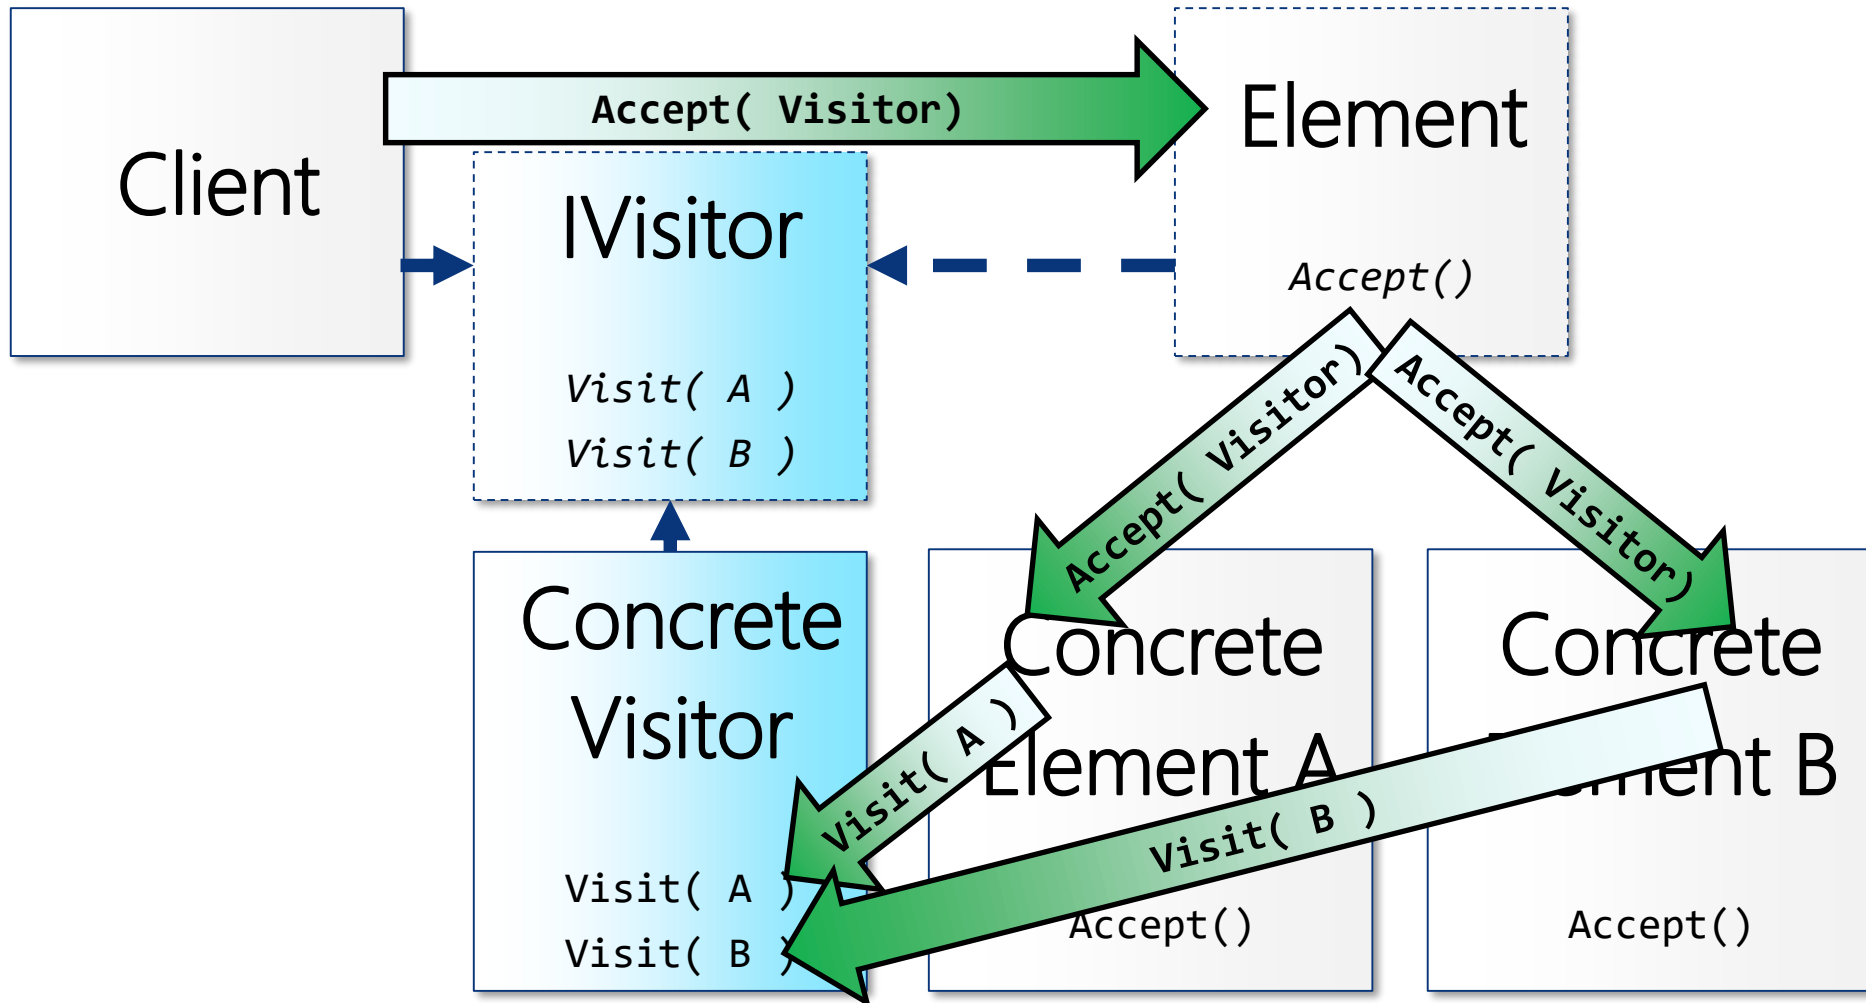 Client
Accept( Visitor)
Element
Accept()
IVisitor
Visit( A )
Visit( B )
Accept( Visitor)
Accept( Visitor)
Concrete
Visitor
Visit( A )
Visit( B )
Concrete
Element A
Accept()
Concrete
B
Accept()
Visit( A )
Visit( B )